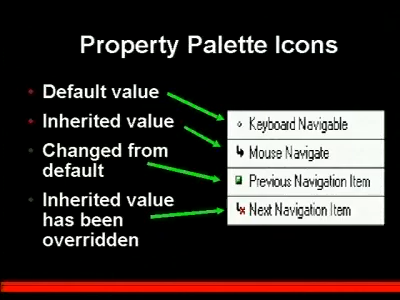 Property Palette Icons
Default value
Inherited value
Changed from
default
Inherited value
has been
overridden
Keyboard Navigable
Mouse Navigate
Previous Navigation Item
Next Navigation Item